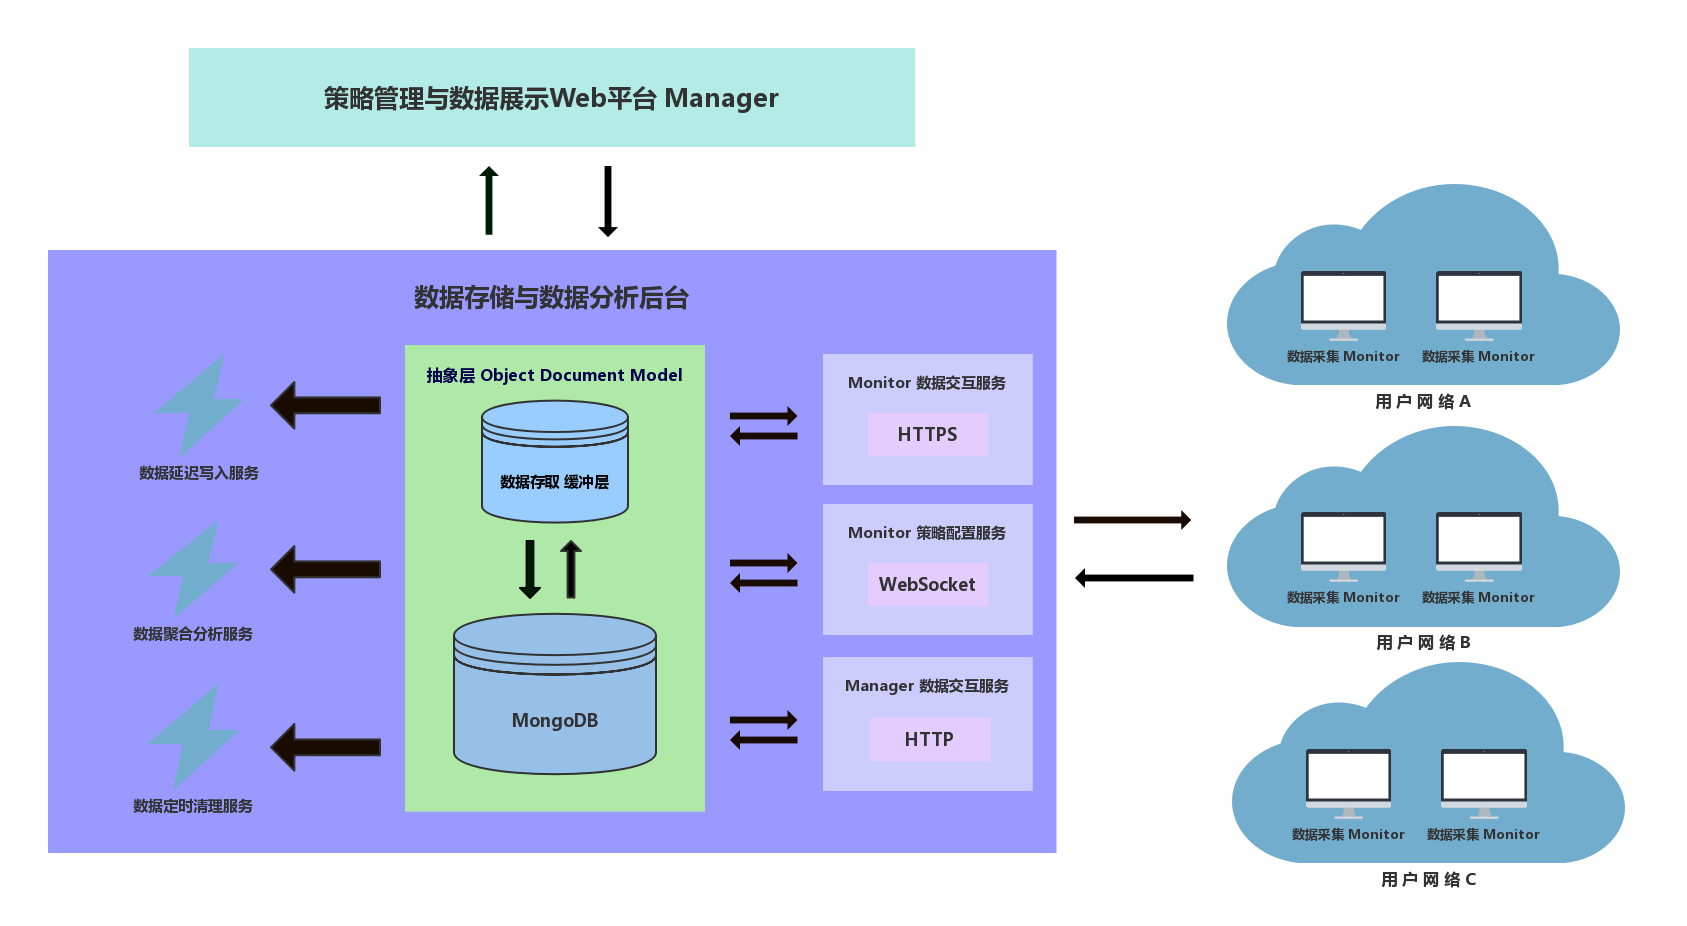 策略管理与数据展示Web平台 Manager
数据存储与数据分析后台
数据延迟写入服务
数据聚合分析服务
数据定时清理服务
抽象层 Object Document Model
数据存取 缓冲层
MongoDB
Monitor 数据交互服务
HTTPS
Monitor 策略配置服务
WebSocket
Manager 数据交互服务
HTTP
数据采集 Monitor
数据采集 Monitor
用 户 网 络 A
数据采集 Monitor
数据采集 Monitor
用 户 网 络 B
数据采集 Monitor
数据采集 Monitor
用 户 网 络 C